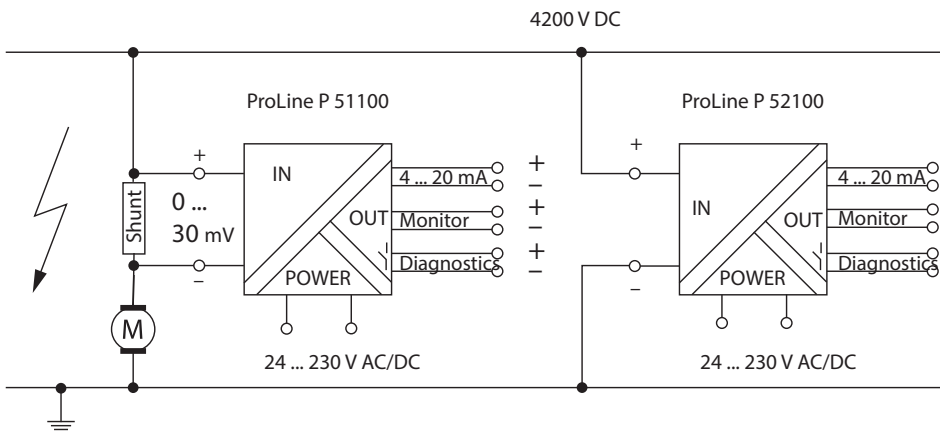 4200 V DC
ProLine P 51100
ProLine P 52100
+
IN
4 ... 20 mA
+
–
Shunt
0 ...
30 mV
OUT
Monitor
+
–
POWER
Diagnostics
+
–
–
M
24 ... 230 V AC/DC
+
IN
4 ... 20 mA
OUT
Monitor
POWER
Diagnostics
–
24 ... 230 V AC/DC